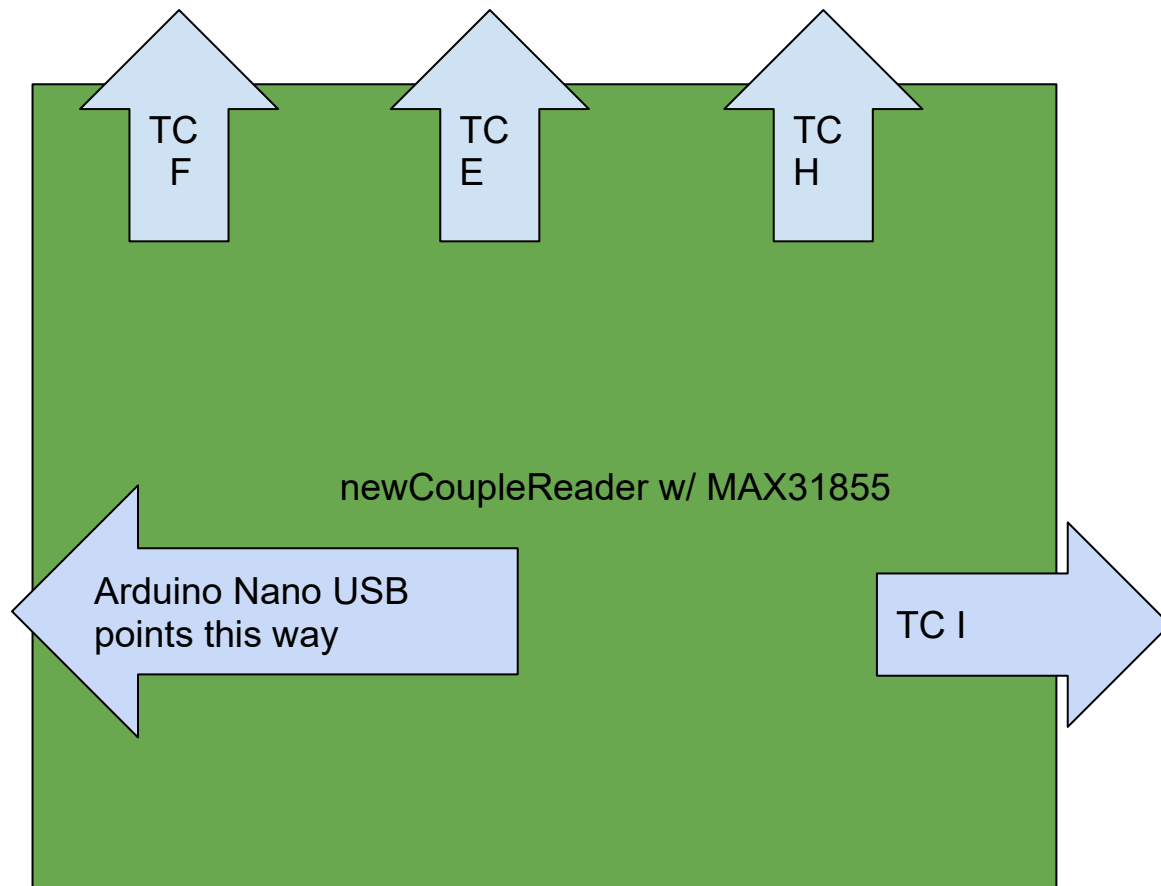 TC
F
TC
E
TC
H
newCoupleReader w/ MAX31855
Arduino Nano USB
points this way
TC I